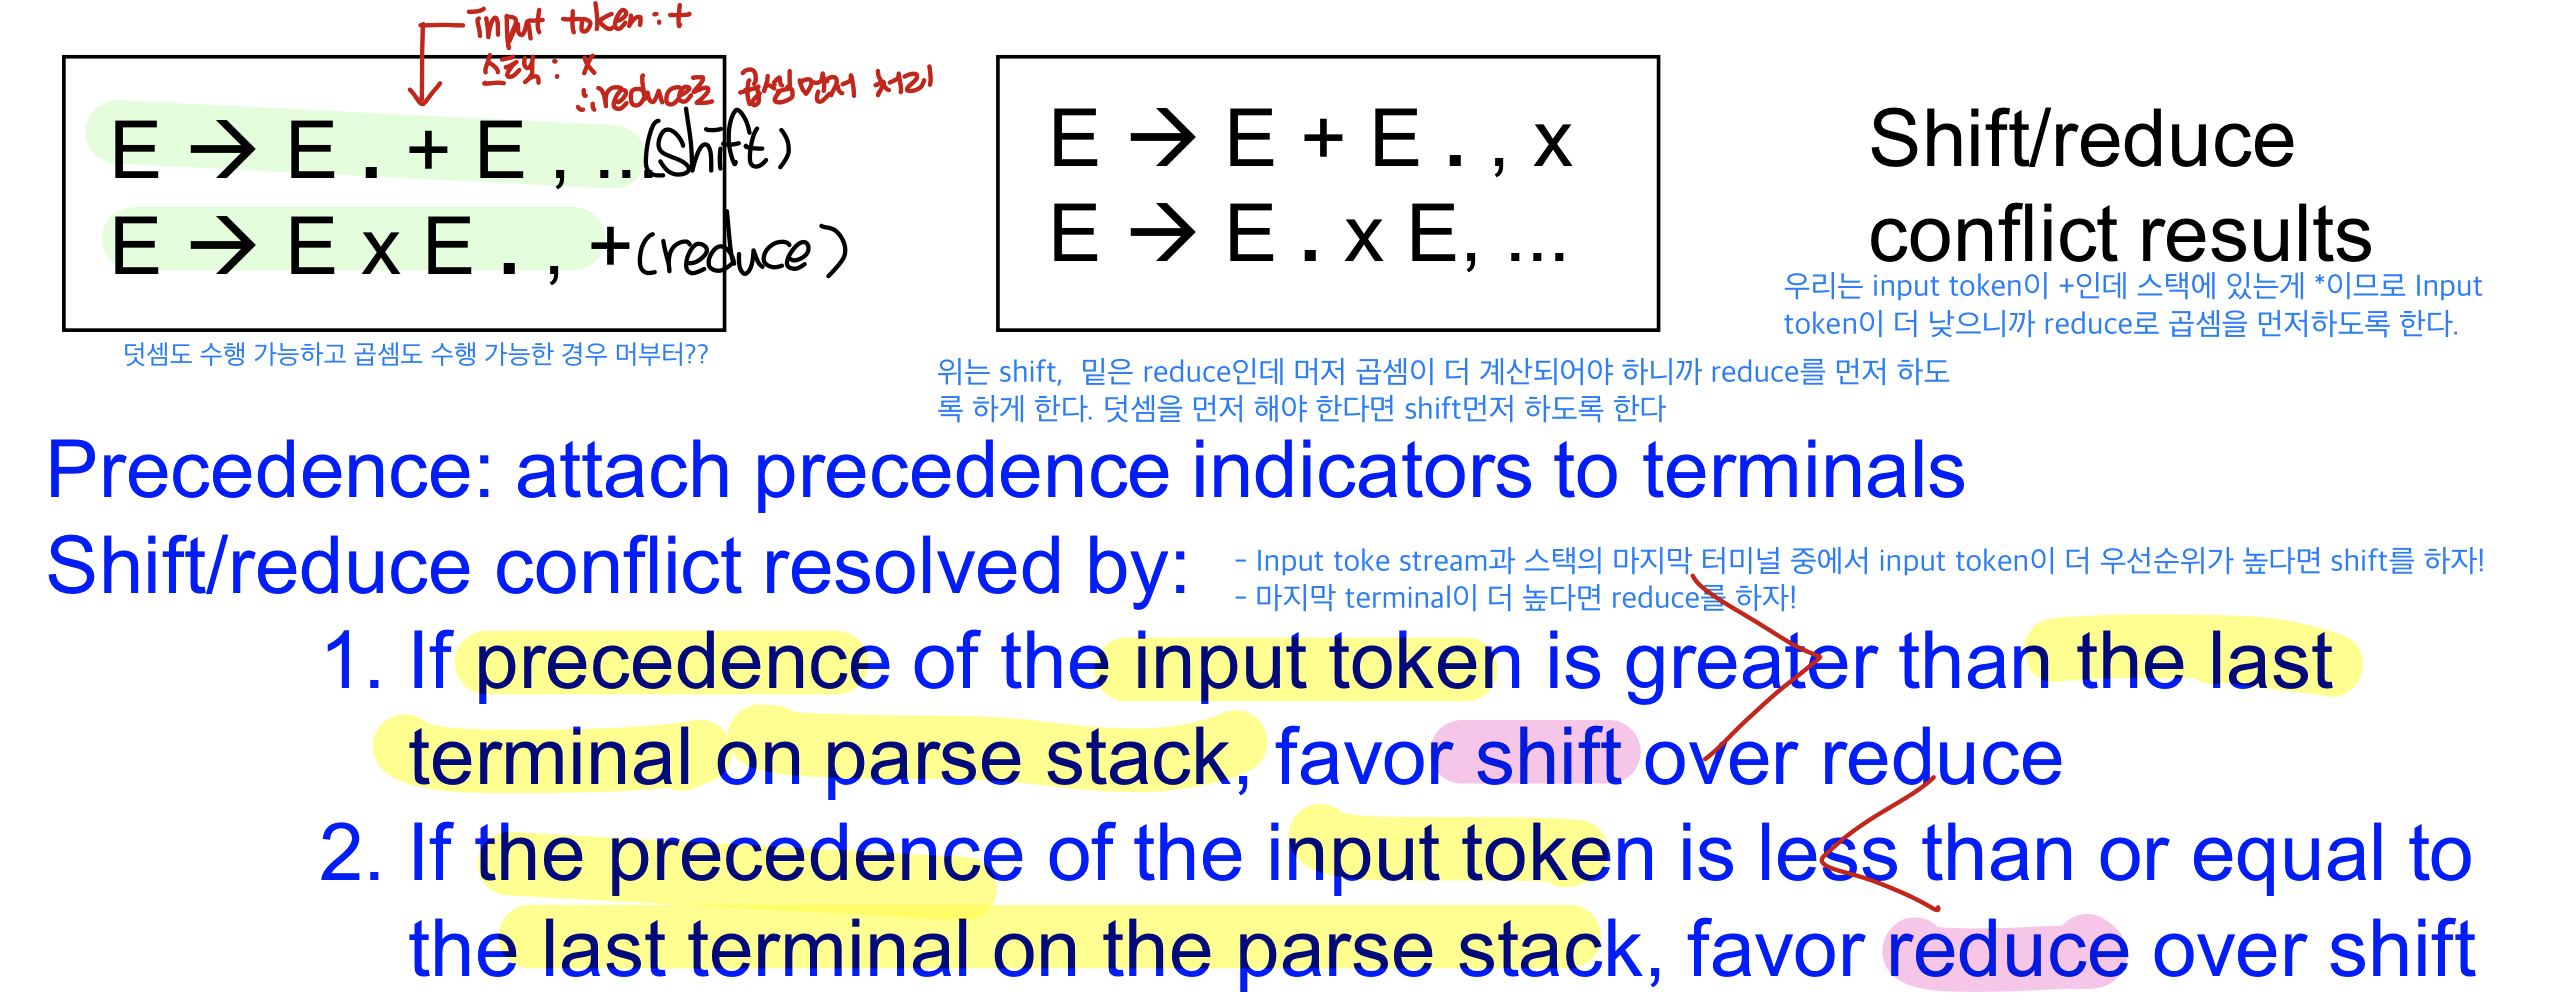 input token : +
스택 : x
∴ reduce로 곱셈 먼저 처리
E → E . + E , ... (shift)
E → E x E . , + (reduce)
덧셈도 수행 가능하고 곱셈도 수행 가능한 경우 머부터??
E → E + E . , x
E → E . x E, ...
위는 shift, 밑은 reduce인데 머저 곱셈이 더 계산되어야 하니까 reduce를 먼저 하도
록 하게 한다. 덧셈을 먼저 해야 한다면 shift먼저 하도록 한다
Shift/reduce
conflict results
우리는 input token이 +인데 스택에 있는게 *이므로 Input
token이 더 낮으니까 reduce로 곱셈을 먼저하도록 한다.
Precedence: attach precedence indicators to terminals
Shift/reduce conflict resolved by:
- Input toke stream과 스택의 마지막 터미널 중에서 input token이 더 우선순위가 높다면 shift를 하자!
- 마지막 terminal이 더 높다면 reduce를 하자!
1. If precedence of the input token is greater than the last
terminal on parse stack, favor shift over reduce
2. If the precedence of the input token is less than or equal to
the last terminal on the parse stack, favor reduce over shift